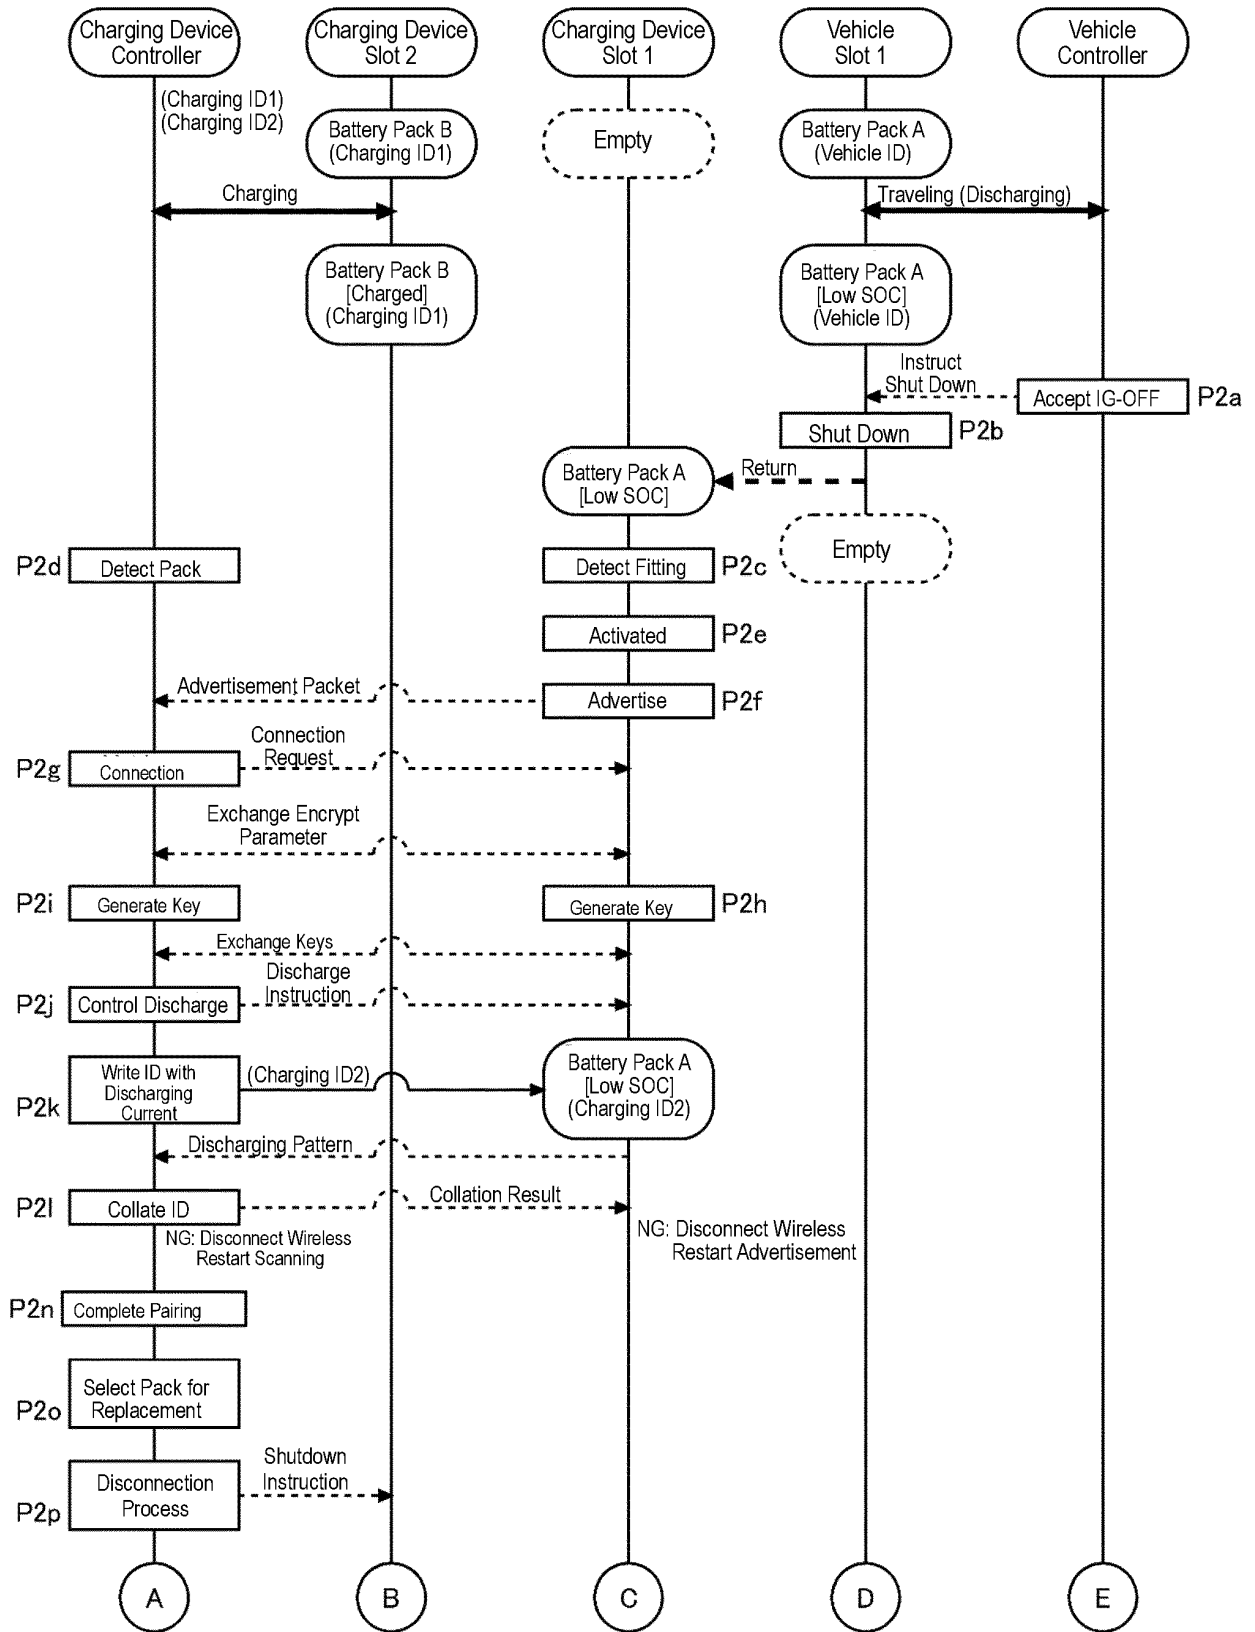 Charging Device
Controller
Charging Device
Slot 2
Charging Device
Slot 1
Vehicle
Slot 1
Vehicle
Controller
(Charging ID1)
(Charging ID2)
Battery Pack B
(Charging ID1)
Empty
Battery Pack A
(Vehicle ID)
Charging
Traveling (Discharging)
Battery Pack B
[Charged]
(Charging ID1)
Battery Pack A
[Low SOC]
(Vehicle ID)
Instruct
Shut Down
Accept IG-OFF
P2a
Shut Down
P2b
Battery Pack A
[Low SOC]
Return
Empty
P2d
Detect Pack
Detect Fitting
P2c
Activated
P2e
Advertisement Packet
Advertise
P2f
P2g
Connection
Connection
Request
Exchange Encrypt
Parameter
P2i
Generate Key
Generate Key
P2h
Exchange Keys
P2j
Control Discharge
Discharge
Instruction
P2k
Write ID with
Discharging
Current
(Charging ID2)
Battery Pack A
[Low SOC]
(Charging ID2)
Discharging Pattern
P2l
Collate ID
Collation Result
NG: Disconnect Wireless
Restart Scanning
NG: Disconnect Wireless
Restart Advertisement
P2n
Complete Pairing
P2o
Select Pack for
Replacement
P2p
Disconnection
Process
Shutdown
Instruction
A
B
C
D
E